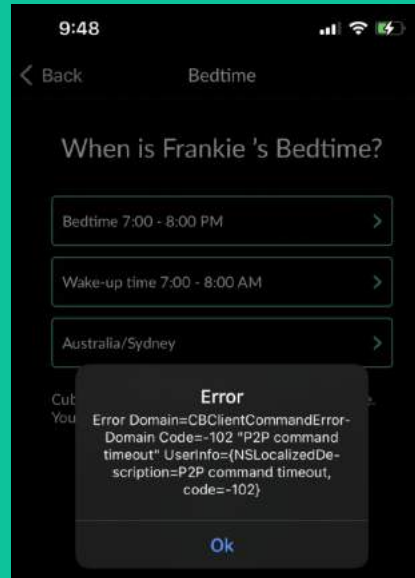 9:48
Back
Bedtime
When is Frankie 's Bedtime?
Bedtime 7:00 - 8:00 PM
Wake-up time 7:00 - 8:00 AM
Australia/Sydney
Cub
You
Error
Error Domain=CBClientCommandError-
Domain Code=-102 "P2P command
timeout" UserInfo={NSLocalizedDe-
scription=P2P command timeout,
code=-102}
Ok